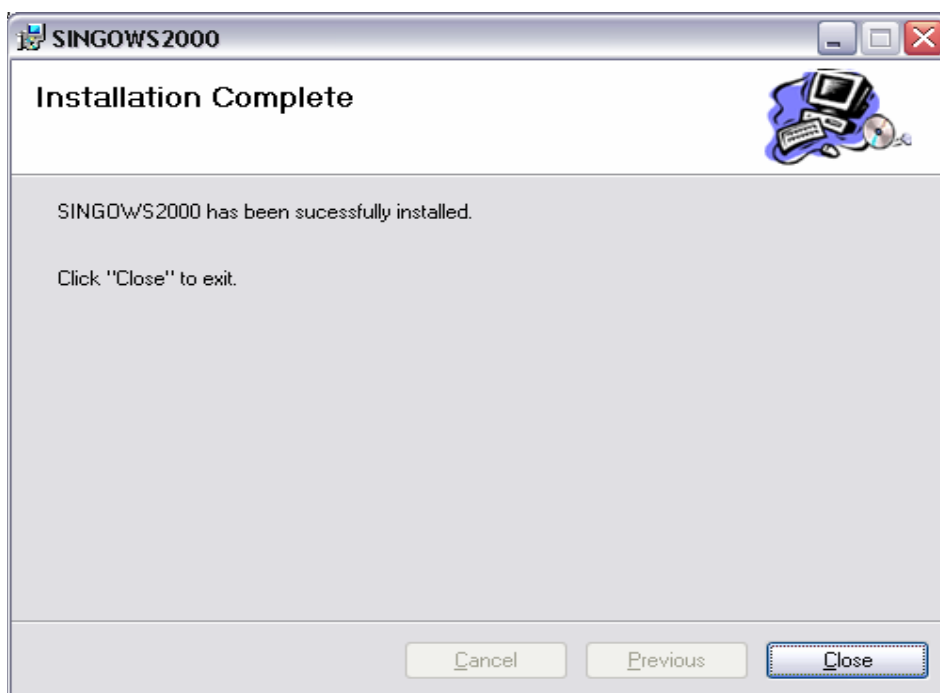 SINGOWS2000
Installation Complete
SINGOWS2000 has been sucessfully installed.
Click "Close" to exit.
Cancel Previous Close